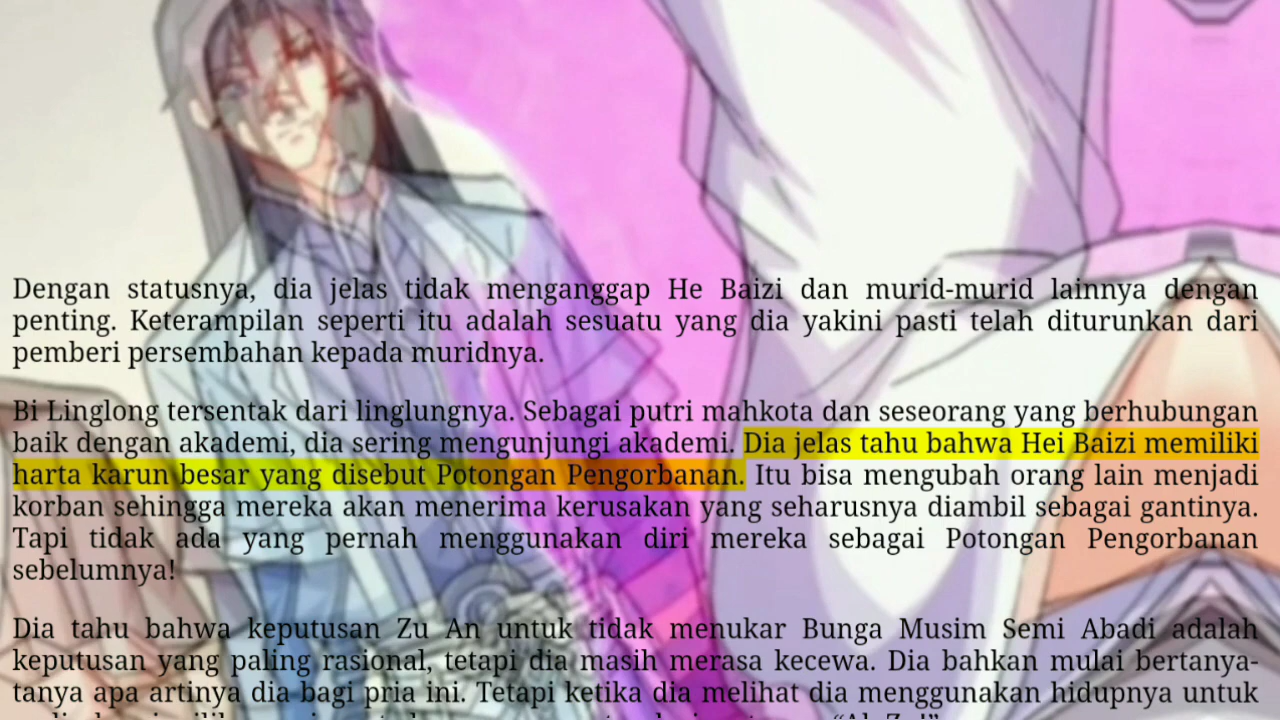 Dengan statusnya, dia jelas tidak menganggap He Baizi dan murid-murid lainnya dengan
penting. Keterampilan seperti itu adalah sesuatu yang dia yakini pasti telah diturunkan dari
pemberi persembahan kepada muridnya.
Bi Linglong tersentak dari linglungnya. Sebagai putri mahkota dan seseorang yang berhubungan
baik dengan akademi, dia sering mengunjungi akademi. Dia jelas tahu bahwa Hei Baizi memiliki
harta karun besar yang disebut Potongan Pengorbanan. Itu bisa mengubah orang lain menjadi
korban sehingga mereka akan menerima kerusakan yang seharusnya diambil sebagai gantinya.
Tapi tidak ada yang pernah menggunakan diri mereka sebagai Potongan Pengorbanan
sebelumnya!
Dia tahu bahwa keputusan Zu An untuk tidak menukar Bunga Musim Semi Abadi adalah
keputusan yang paling rasional, tetapi dia masih merasa kecewa. Dia bahkan mulai bertanya-
tanya apa artinya dia bagi pria ini. Tetapi ketika dia melihat dia menggunakan hidupnya untuk